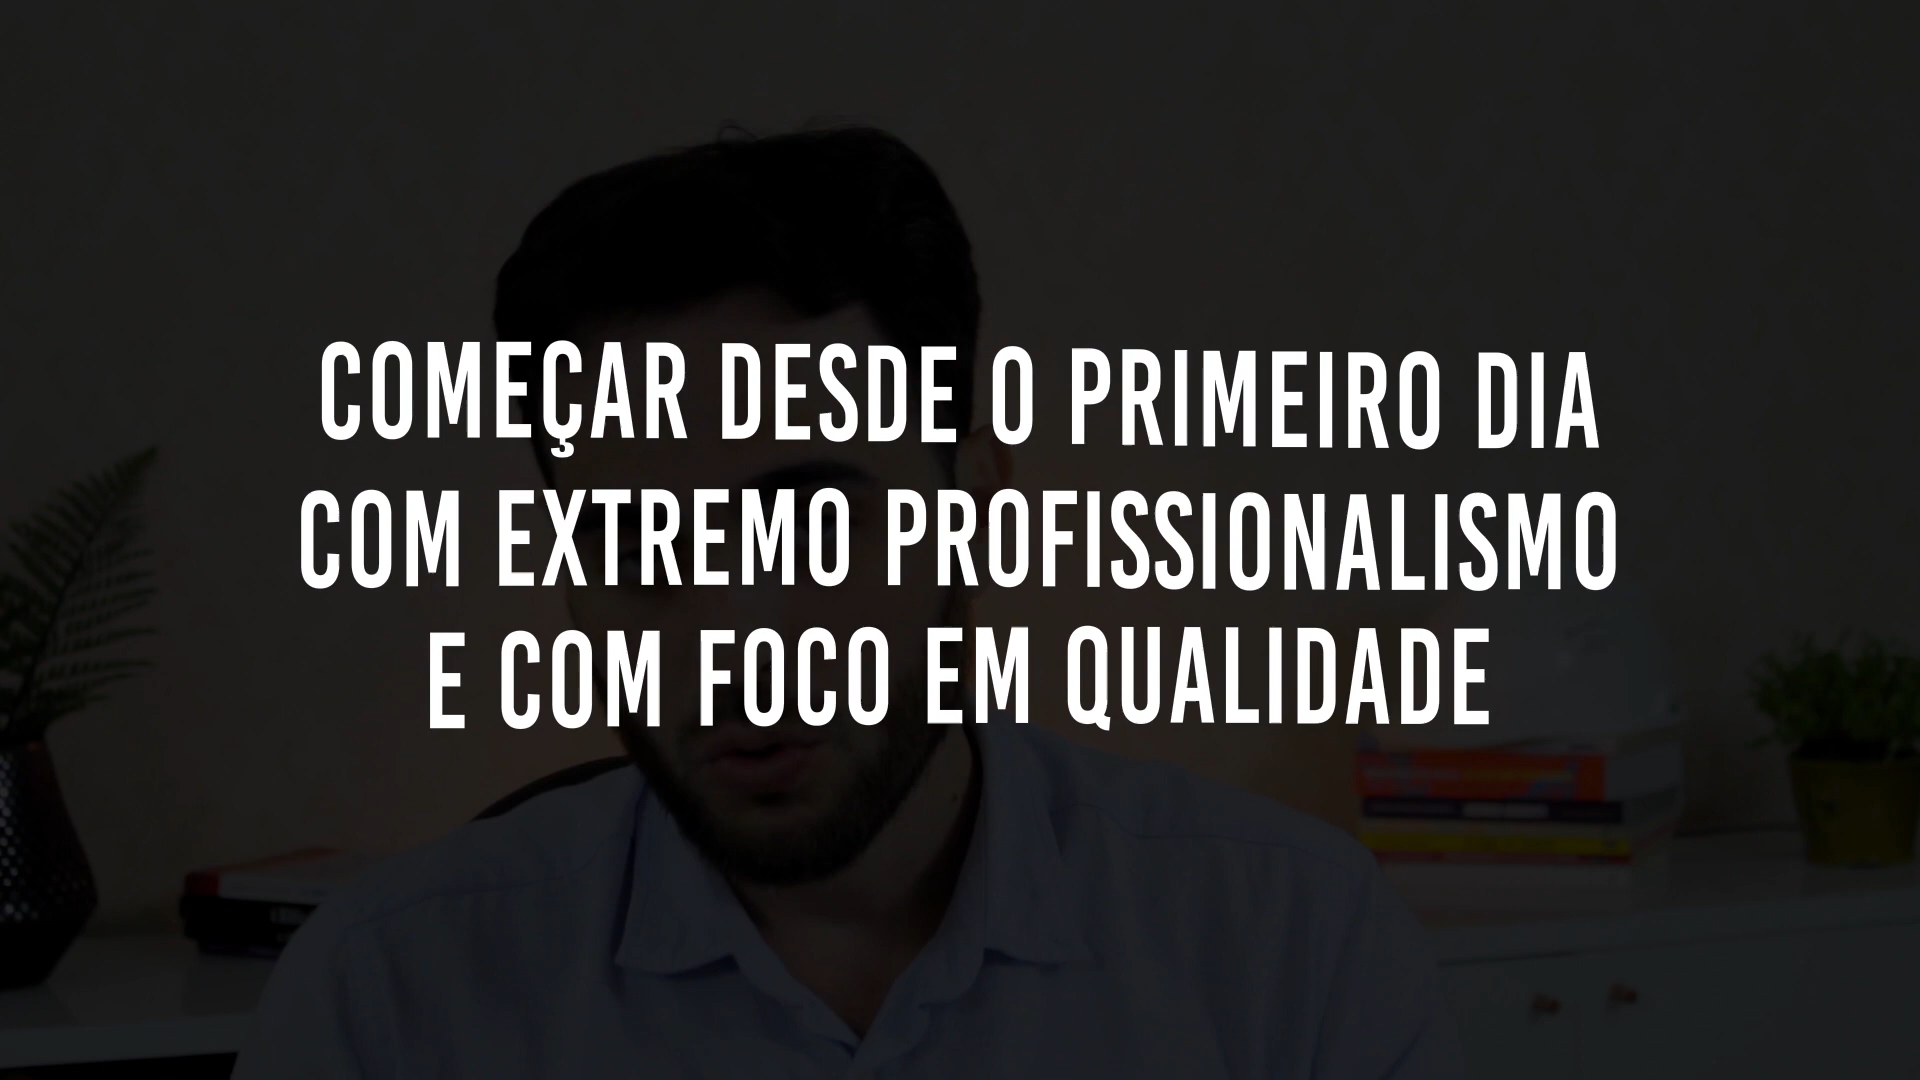 COMEÇAR DESDE O PRIMEIRO DIA
COM EXTREMO PROFISSIONALISMO
E COM FOCO EM QUALIDADE